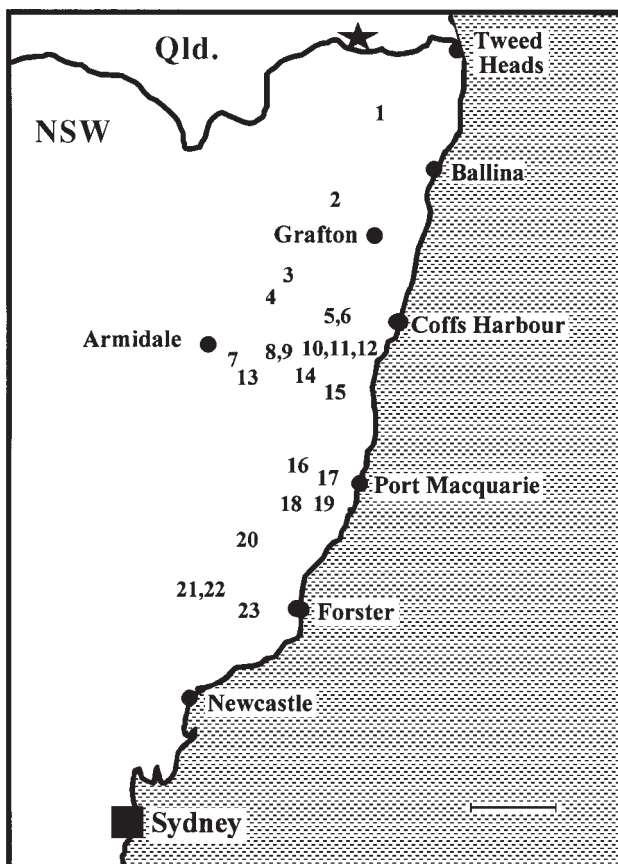 Qld.
Tweed
Heads
NSW
1
Ballina
2
Grafton
3
4
5,6
Coffs Harbour
Armidale
7
8,9
10,11,12
13
14
15
16
17
Port Macquarie
18
19
20
21,22
23
Forster
Newcastle
Sydney